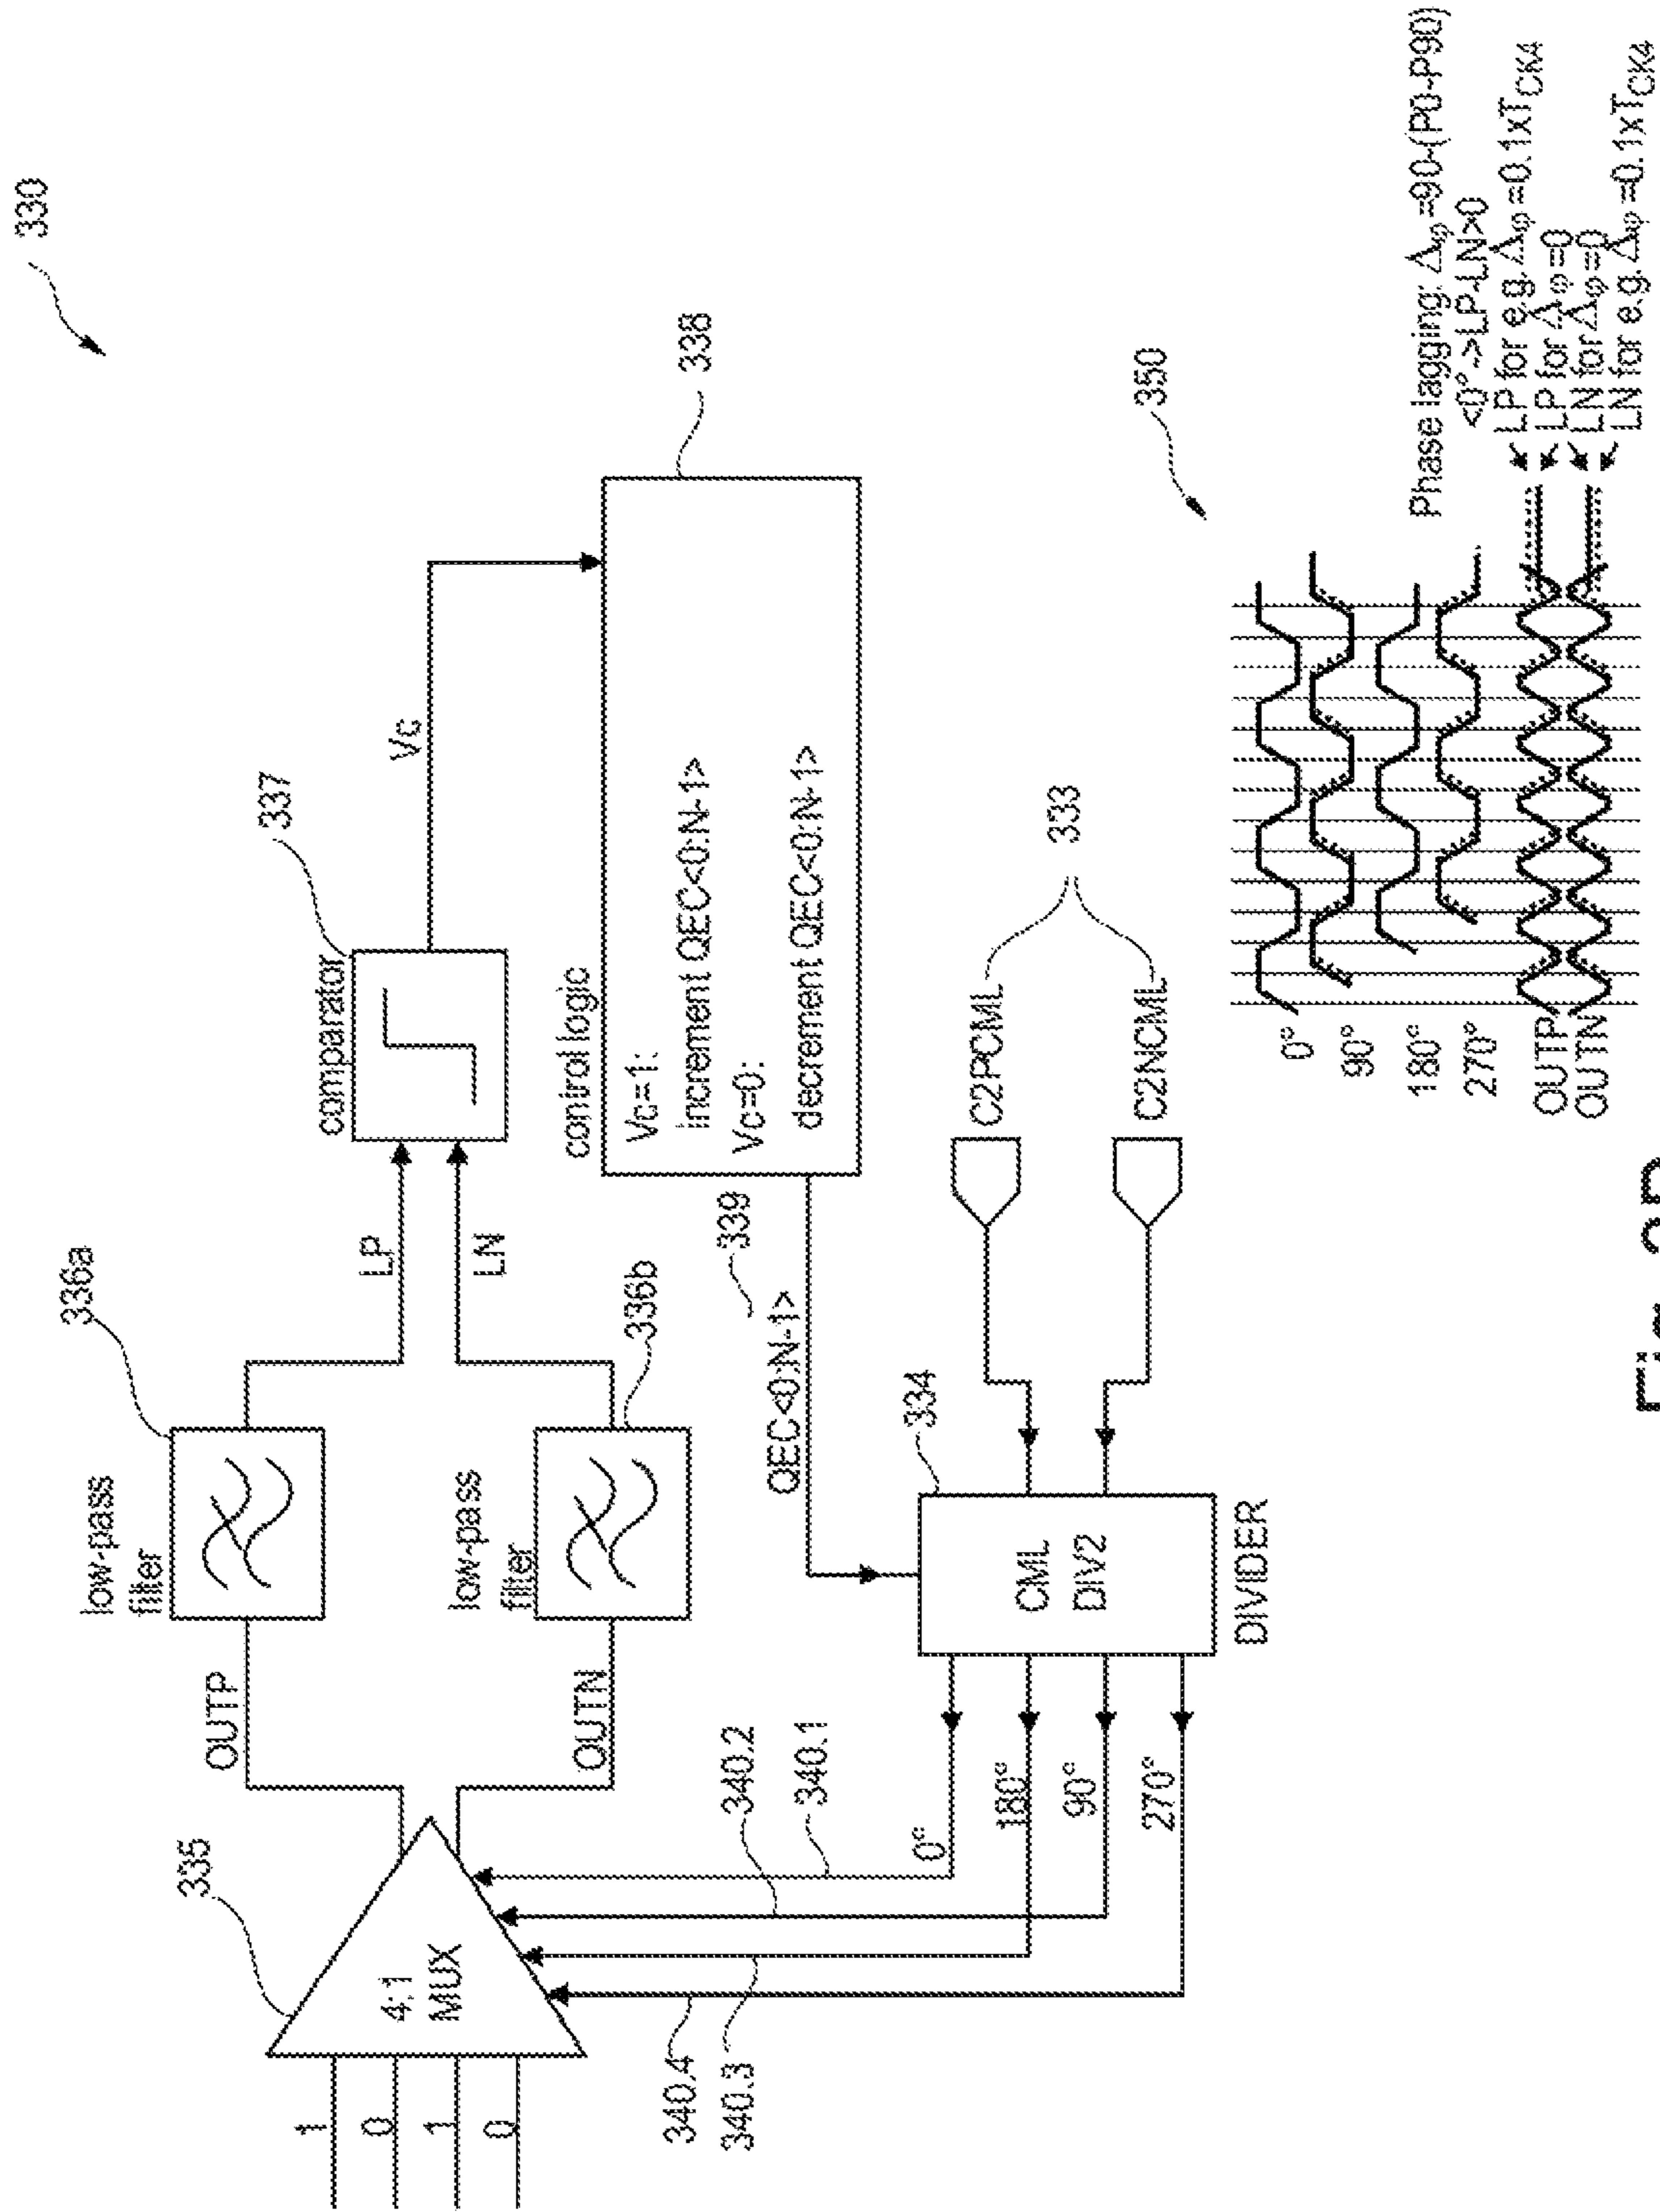 330
335
1
0
1
0
4:1
MUX
OUTP
OUTN
low-pass
filter
336a
low-pass
filter
336b
LP
LN
comparator
337
Vc
control logic
338
Vc=1:
increment QEC<0:N-1>
Vc=0:
decrement QEC<0:N-1>
339
QEC<0:N-1>
334
CML
DIV2
DIVIDER
C2PCML
C2NCML
333
0°
180°
90°
270°
340.1
340.2
340.3
340.4
350
0°
90°
180°
270°
OUTP
OUTN
Phase lagging: Δφ =90-(P0-P90)
<0°->LP-LN>0
LP for e.g. Δφ =0.1xTCK4
LP for Δφ=0
LN for Δφ=0
LN for e.g. Δφ =0.1xTCK4